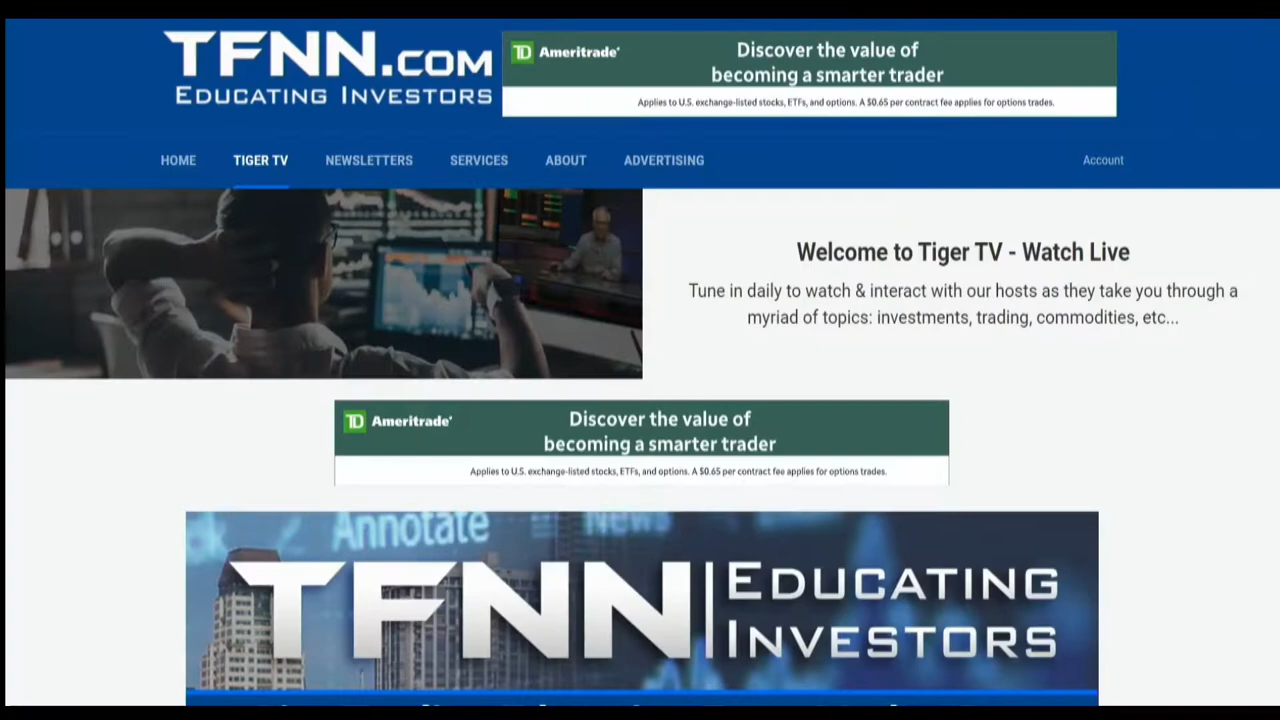 TFNN.COM
EDUCATING INVESTORS
TD Ameritrade
Discover the value of
becoming a smarter trader
Applies to U.S. exchange-listed stocks, ETFs, and options. A $0.65 per contract fee applies for options trades.
HOME TIGER TV NEWSLETTERS SERVICES ABOUT ADVERTISING Account
Welcome to Tiger TV - Watch Live
Tune in daily to watch & interact with our hosts as they take you through a
myriad of topics: investments, trading, commodities, etc...
TD Ameritrade
Discover the value of
becoming a smarter trader
Applies to U.S. exchange-listed stocks, ETFs, and options. A $0.65 per contract fee applies for options trades.
Annotate News
TFNN EDUCATING
INVESTORS